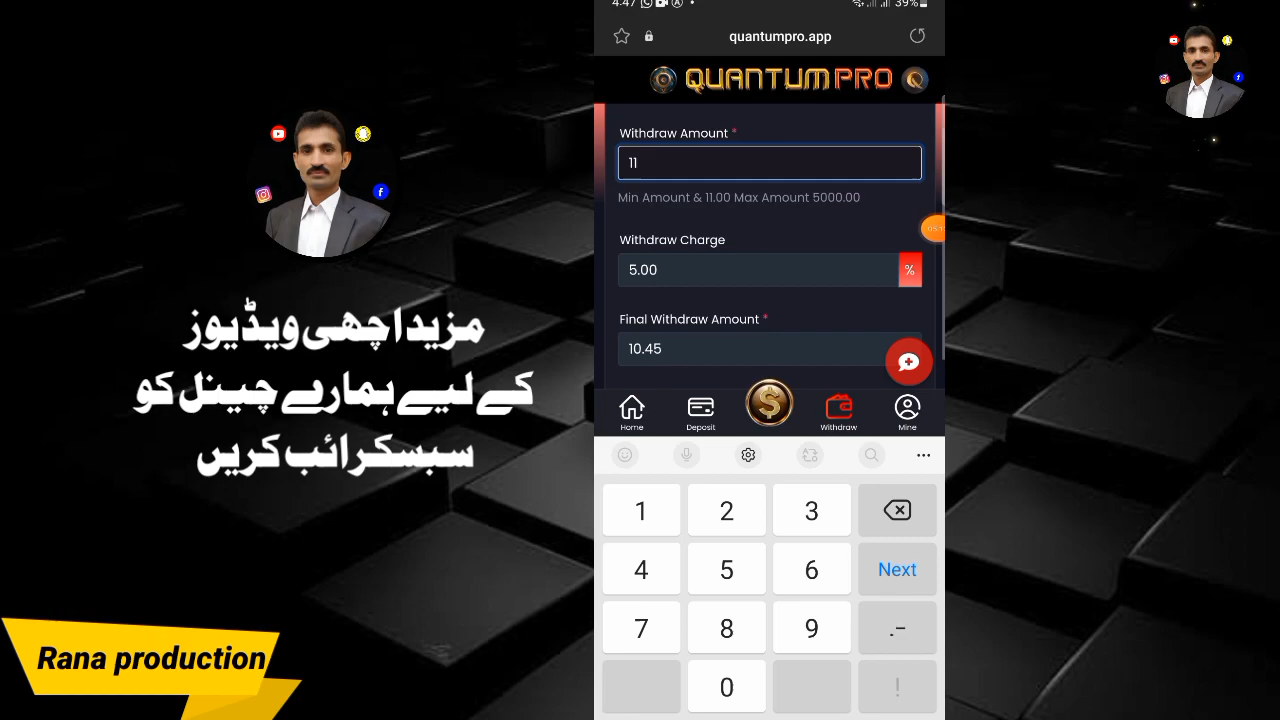 مزید اچھی ویڈیوز
کے لیے ہمارے چینل کو
سبسکرائب کریں
Rana production
4:47
39%
quantumpro.app
QUANTUM PRO
Withdraw Amount *
11
Min Amount & 11.00 Max Amount 5000.00
Withdraw Charge
5.00
%
Final Withdraw Amount *
10.45
Home
Deposit
Withdraw
Mine
1
2
3
4
5
6
Next
7
8
9
.-
0
!